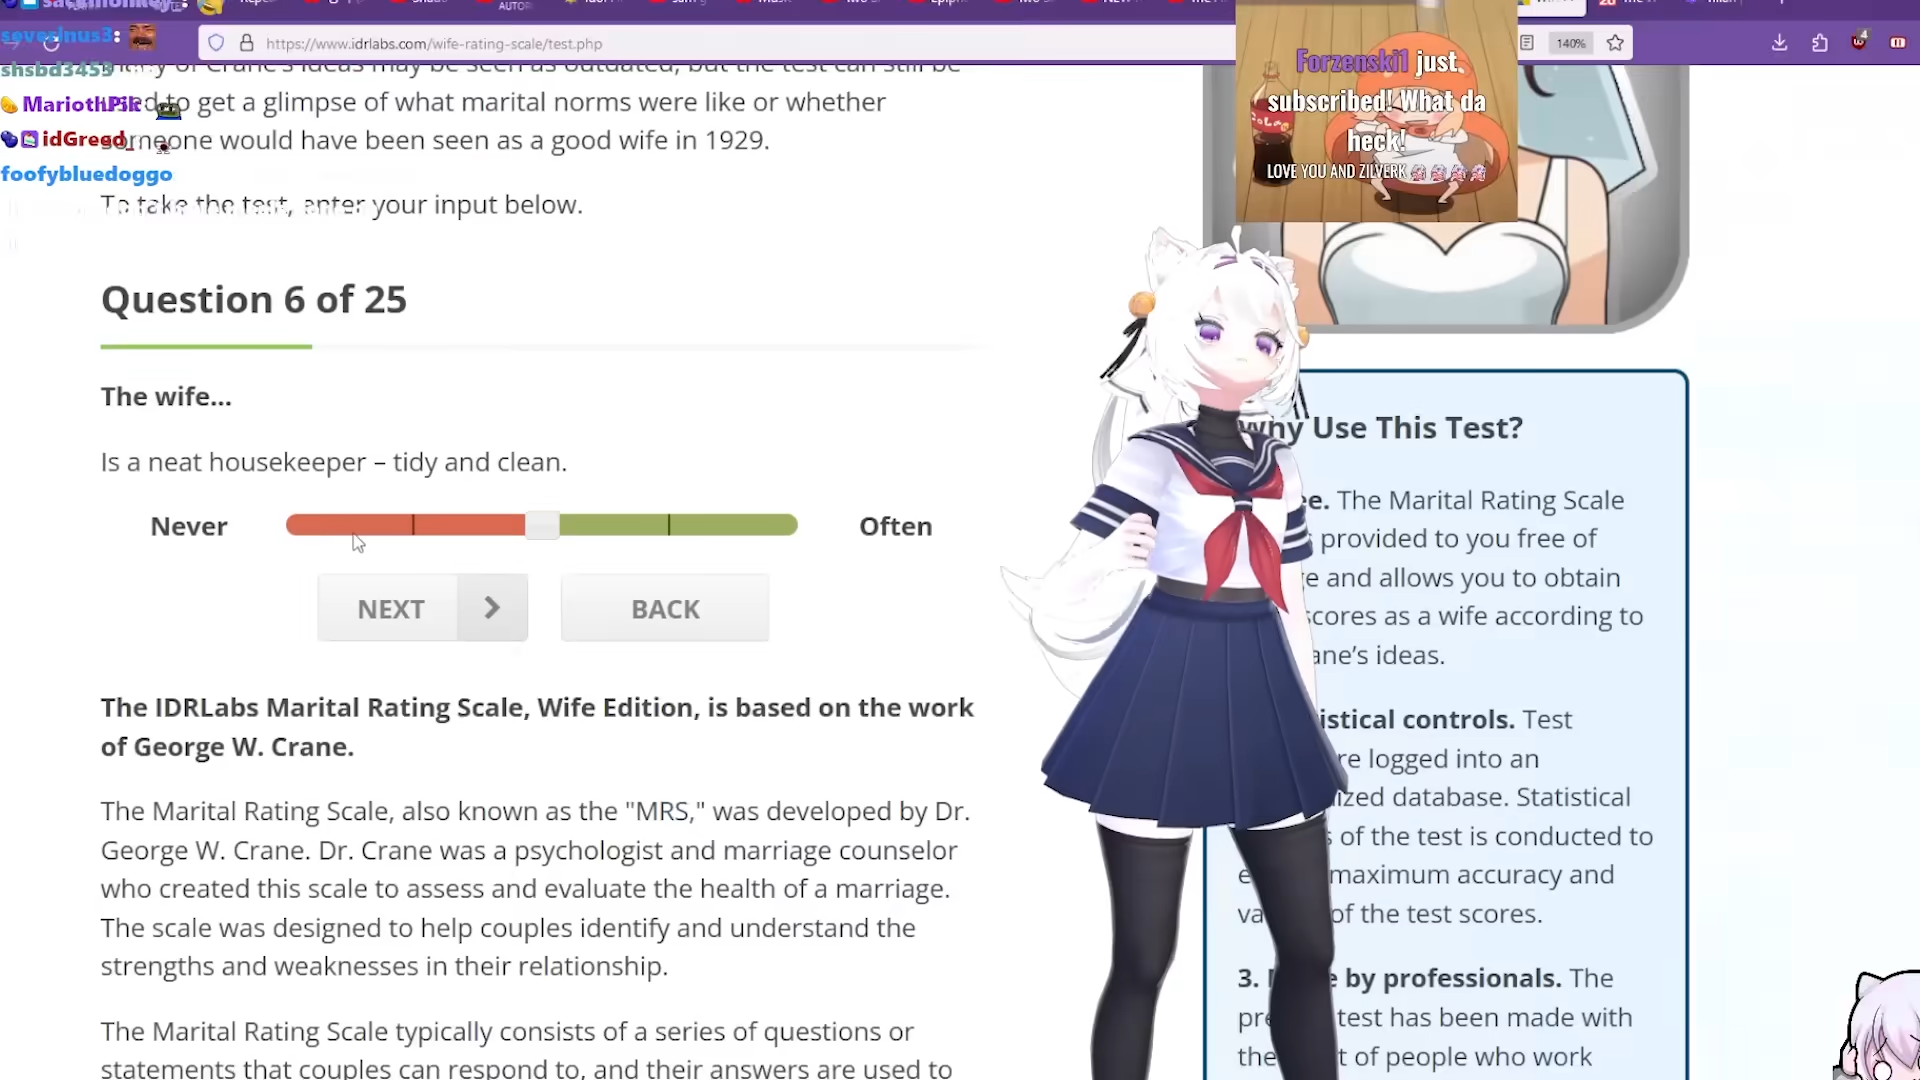 https://www.idrlabs.com/wife-rating-scale/test.php
140%
4
severinus3:
shsbd3453
MariothPik
idGreed_
foofybluedoggo
Forzenski1 just
subscribed! What da
heck!
LOVE YOU AND ZILVERK
to get a glimpse of what marital norms were like or whether
someone would have been seen as a good wife in 1929.
To take the test, enter your input below.
Question 6 of 25
The wife...
Is a neat housekeeper – tidy and clean.
Never
Often
NEXT
BACK
The IDRLabs Marital Rating Scale, Wife Edition, is based on the work
of George W. Crane.
The Marital Rating Scale, also known as the "MRS," was developed by Dr.
George W. Crane. Dr. Crane was a psychologist and marriage counselor
who created this scale to assess and evaluate the health of a marriage.
The scale was designed to help couples identify and understand the
strengths and weaknesses in their relationship.
The Marital Rating Scale typically consists of a series of questions or
statements that couples can respond to, and their answers are used to
Why Use This Test?
The Marital Rating Scale
provided to you free of
and allows you to obtain
scores as a wife according to
ane's ideas.
istical controls. Test
re logged into an
database. Statistical
of the test is conducted to
maximum accuracy and
of the test scores.
3. by professionals. The
test has been made with
the of people who work